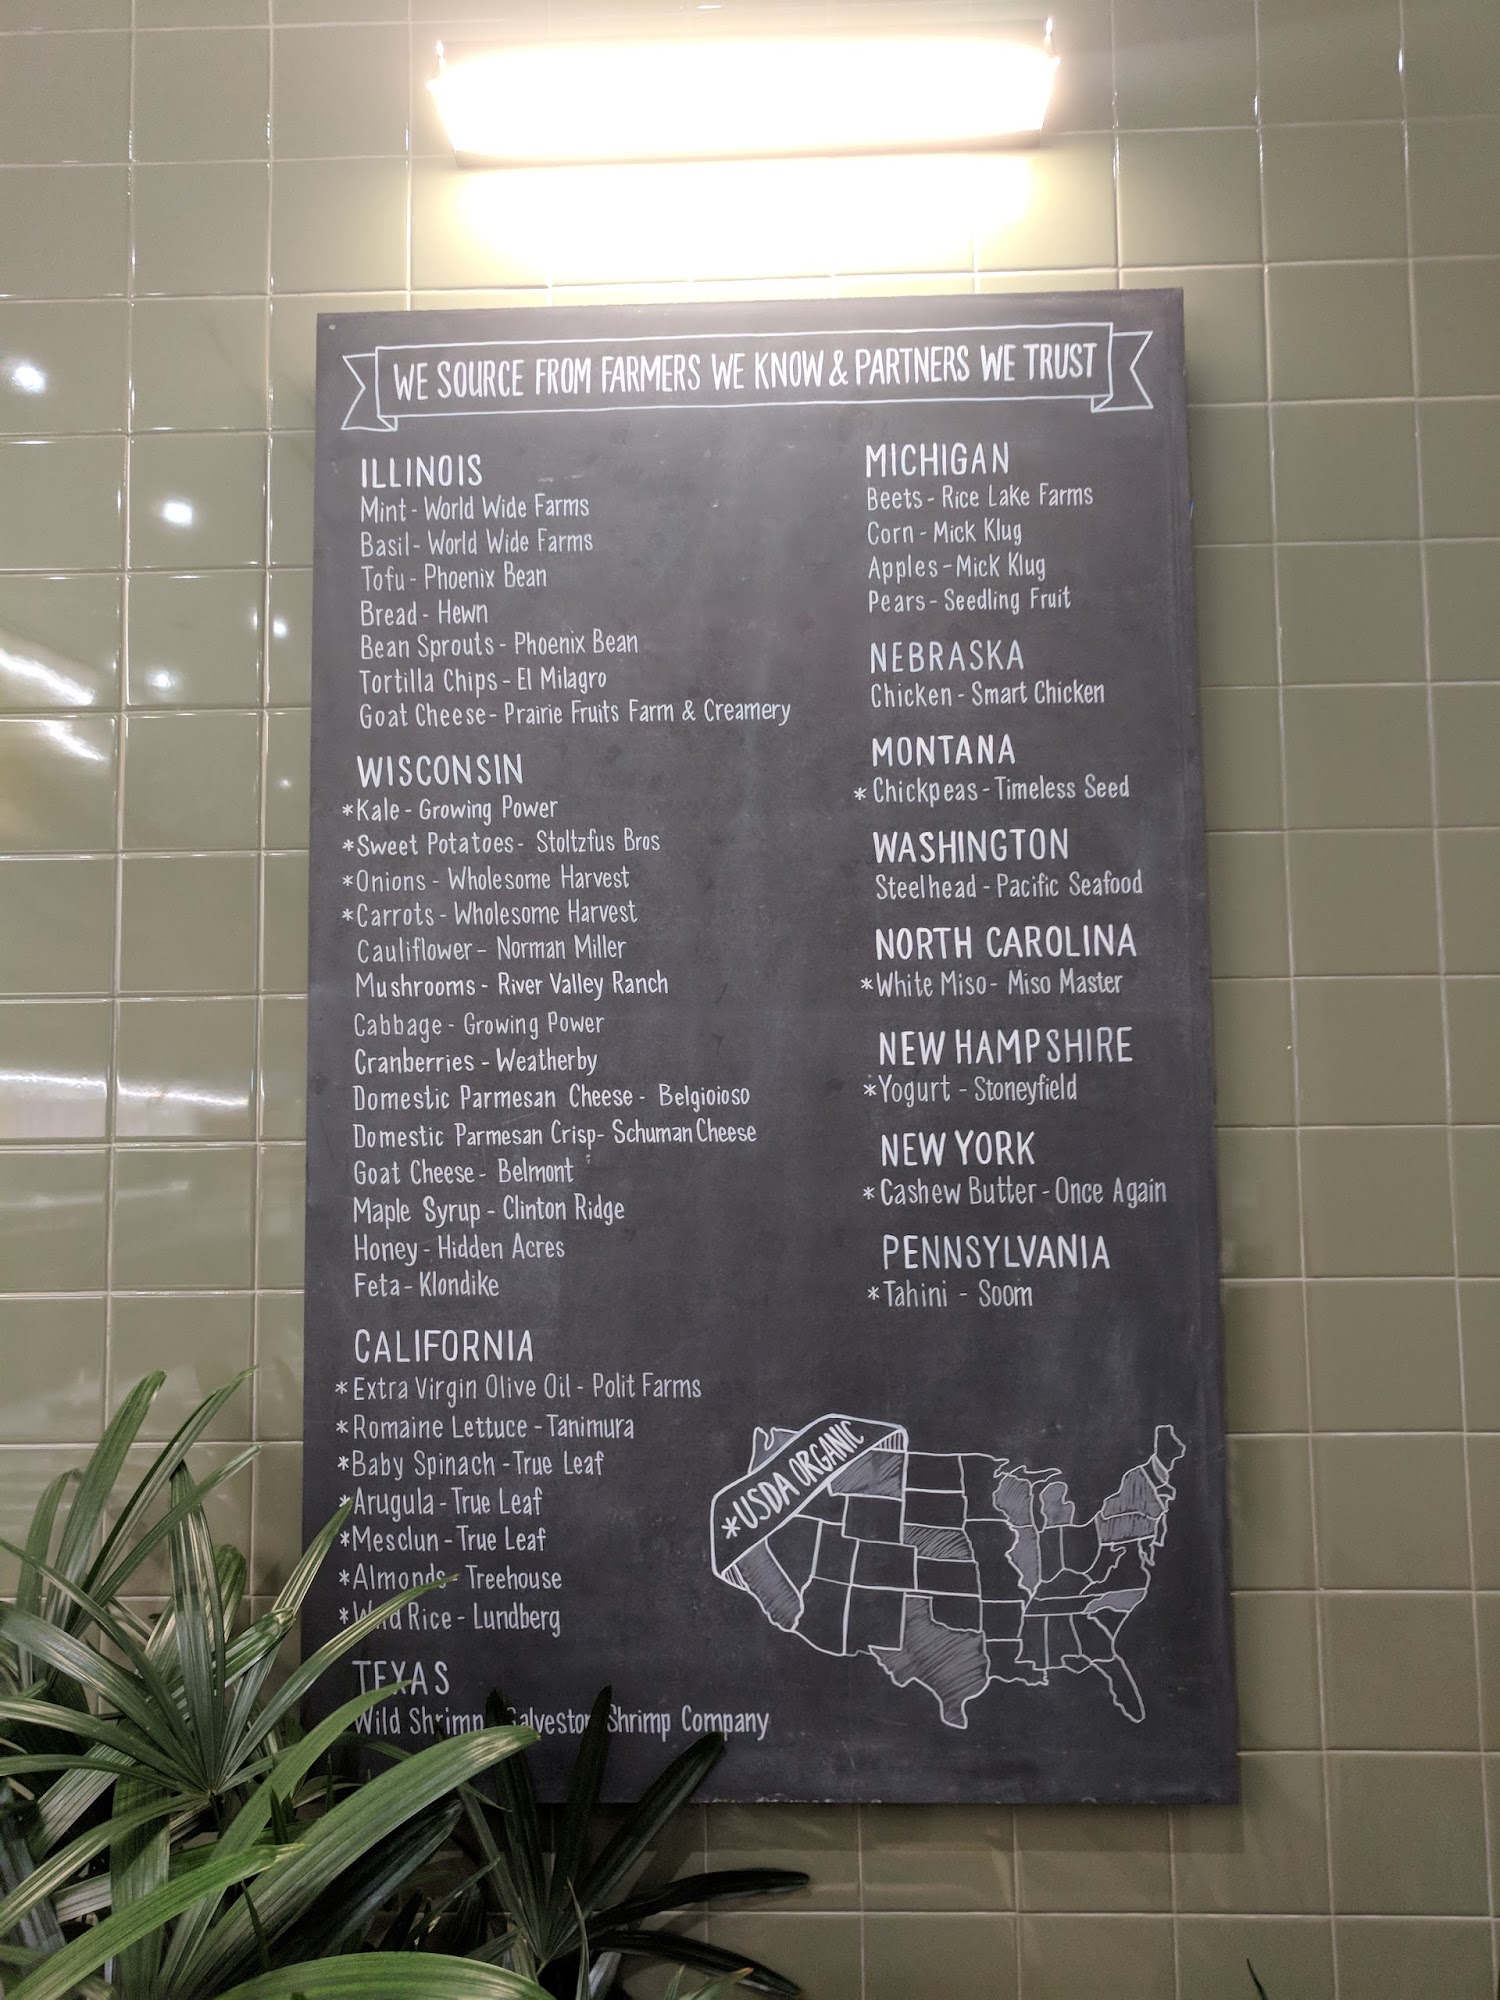 WE SOURCE FROM FARMERS WE KNOW & PARTNERS WE TRUST
ILLINOIS
Mint - World Wide Farms
Basil - World Wide Farms
Tofu - Phoenix Bean
Bread - Hewn
Bean Sprouts - Phoenix Bean
Tortilla Chips - El Milagro
Goat Cheese - Prairie Fruits Farm & Creamery
WISCONSIN
*Kale - Growing Power
*Sweet Potatoes - Stoltzfus Bros
*Onions - Wholesome Harvest
*Carrots - Wholesome Harvest
Cauliflower - Norman Miller
Mushrooms - River Valley Ranch
Cabbage - Growing Power
Cranberries - Weatherby
Domestic Parmesan Cheese - Belgioioso
Domestic Parmesan Crisp - Schuman Cheese
Goat Cheese - Belmont
Maple Syrup - Clinton Ridge
Honey - Hidden Acres
Feta - Klondike
CALIFORNIA
*Extra Virgin Olive Oil - Polit Farms
*Romaine Lettuce - Tanimura
*Baby Spinach - True Leaf
*Arugula - True Leaf
*Mesclun - True Leaf
*Almonds - Treehouse
*Wild Rice - Lundberg
TEXAS
Wild Shrimp - Galveston Shrimp Company
MICHIGAN
Beets - Rice Lake Farms
Corn - Mick Klug
Apples - Mick Klug
Pears - Seedling Fruit
NEBRASKA
Chicken - Smart Chicken
MONTANA
*Chickpeas - Timeless Seed
WASHINGTON
Steelhead - Pacific Seafood
NORTH CAROLINA
*White Miso - Miso Master
NEW HAMPSHIRE
*Yogurt - Stoneyfield
NEW YORK
*Cashew Butter - Once Again
PENNSYLVANIA
*Tahini - Soom
*USDA ORGANIC